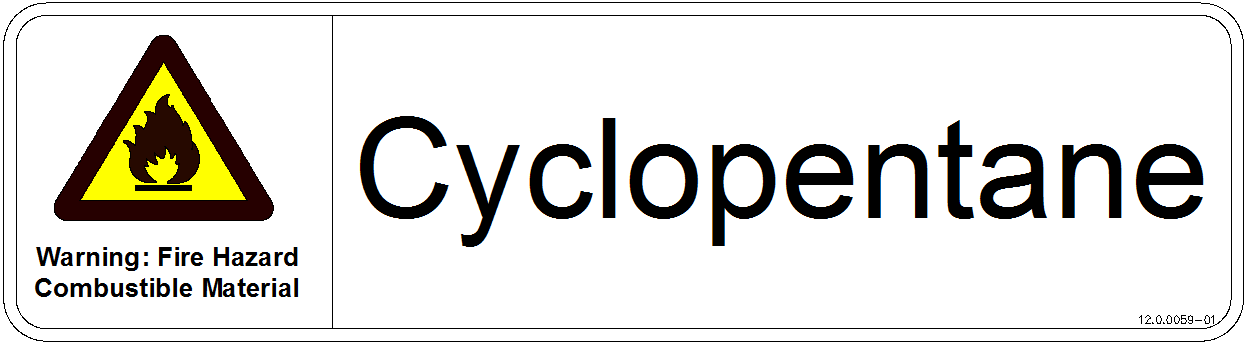 Warning: Fire Hazard
Combustible Material
Cyclopentane
12.0.0059-01